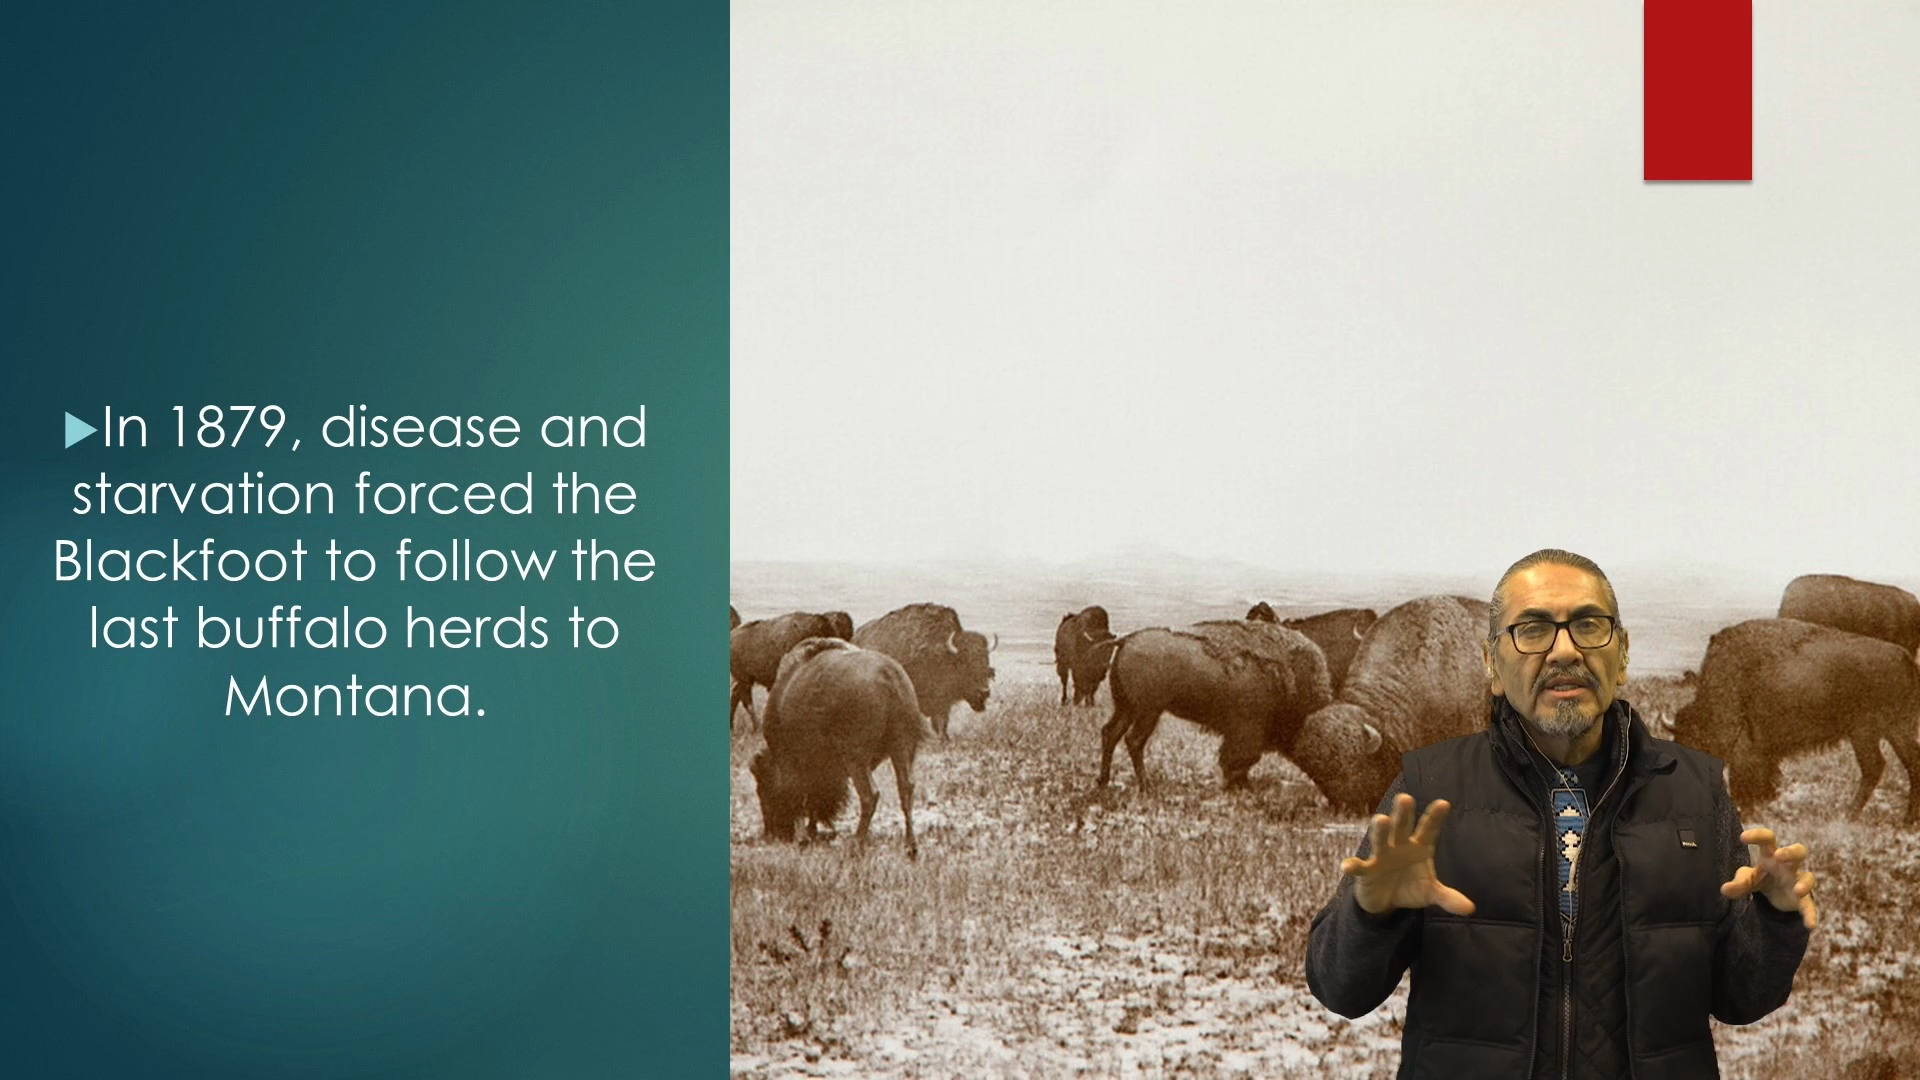 In 1879, disease and
starvation forced the
Blackfoot to follow the
last buffalo herds to
Montana.